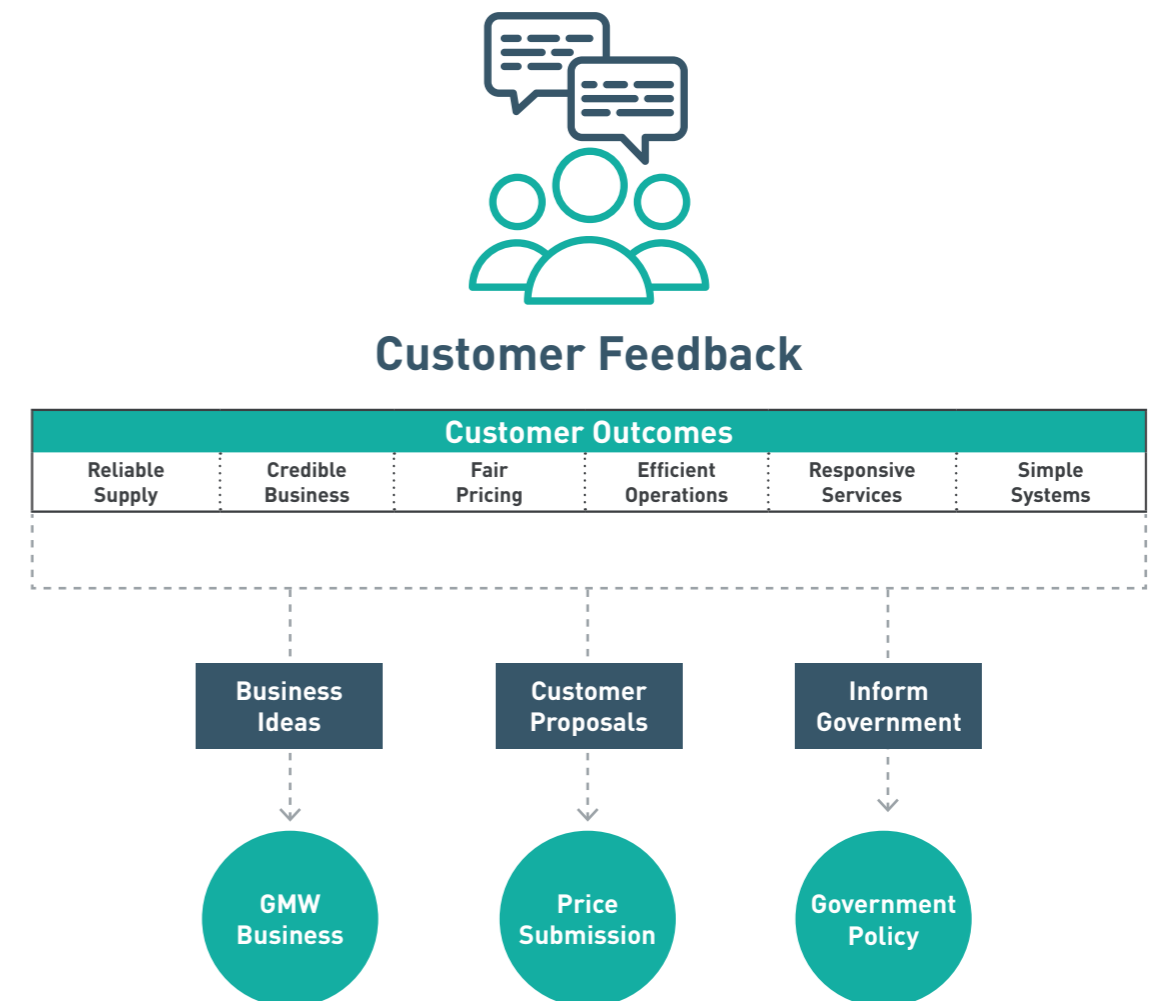 Customer Feedback
Customer Outcomes
Reliable
Supply
Credible
Business
Fair
Pricing
Efficient
Operations
Responsive
Services
Simple
Systems
Business
Ideas
Customer
Proposals
Inform
Government
GMW
Business
Price
Submission
Government
Policy